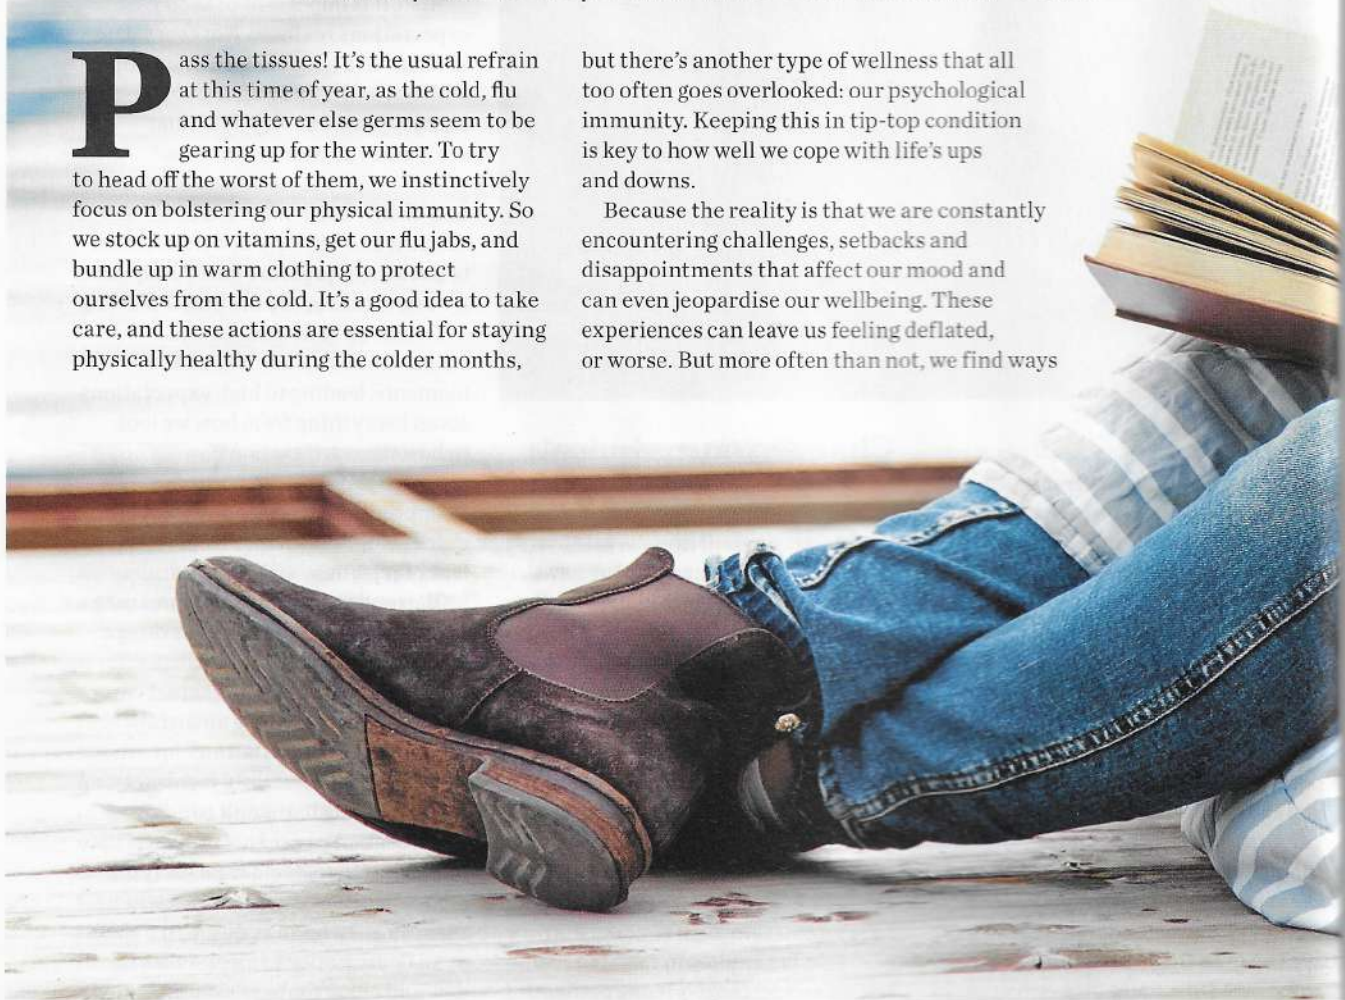 Pass the tissues! It's the usual refrain
at this time of year, as the cold, flu
and whatever else germs seem to be
gearing up for the winter. To try
to head off the worst of them, we instinctively
focus on bolstering our physical immunity. So
we stock up on vitamins, get our flu jabs, and
bundle up in warm clothing to protect
ourselves from the cold. It's a good idea to take
care, and these actions are essential for staying
physically healthy during the colder months,
but there's another type of wellness that all
too often goes overlooked: our psychological
immunity. Keeping this in tip-top condition
is key to how well we cope with life's ups
and downs.
Because the reality is that we are constantly
encountering challenges, setbacks and
disappointments that affect our mood and
can even jeopardise our wellbeing. These
experiences can leave us feeling deflated,
or worse. But more often than not, we find ways